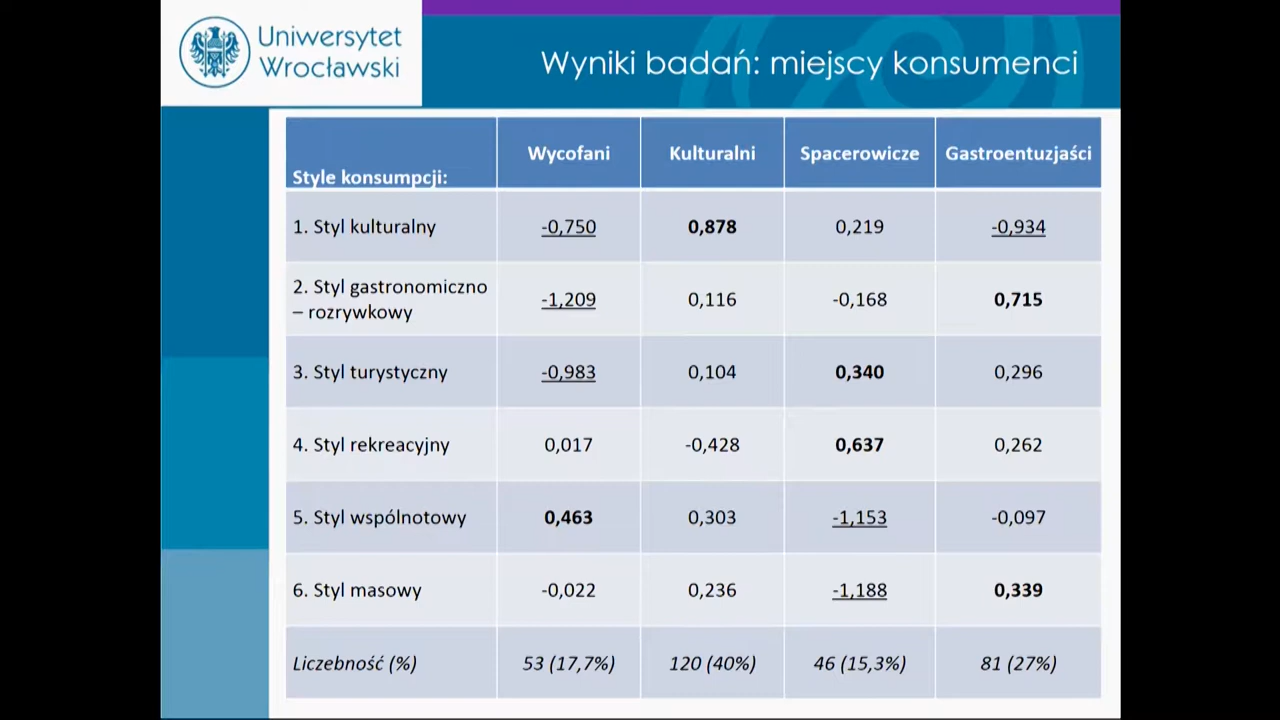 Uniwersytet
Wrocławski
Wyniki badań: miejscy konsumenci
Style konsumpcji: Wycofani Kulturalni Spacerowicze Gastroentuzjaści
1. Styl kulturalny -0,750 0,878 0,219 -0,934
2. Styl gastronomiczno
– rozrywkowy -1,209 0,116 -0,168 0,715
3. Styl turystyczny -0,983 0,104 0,340 0,296
4. Styl rekreacyjny 0,017 -0,428 0,637 0,262
5. Styl wspólnotowy 0,463 0,303 -1,153 -0,097
6. Styl masowy -0,022 0,236 -1,188 0,339
Liczebność (%) 53 (17,7%) 120 (40%) 46 (15,3%) 81 (27%)